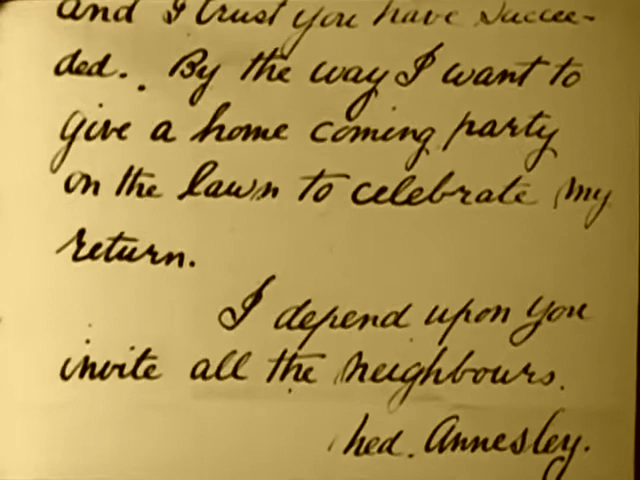 and I trust you have succee-
ded. By the way I want to
give a home coming party
on the lawn to celebrate my
return.
I depend upon you
invite all the neighbours.
Ned. Annesley.